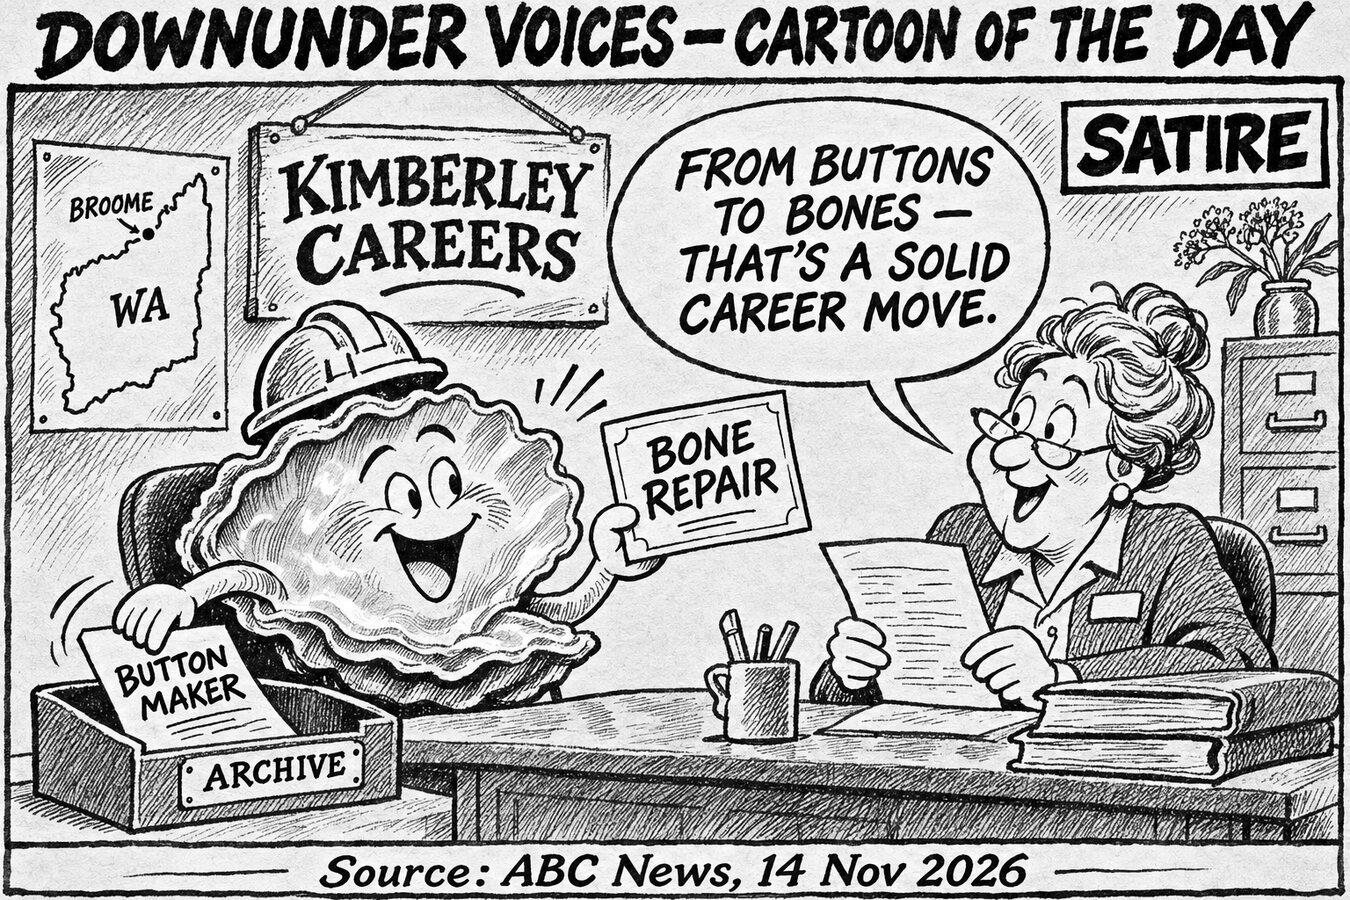 DOWNUNDER VOICES – CARTOON OF THE DAY
SATIRE
BROOME
WA
KIMBERLEY
CAREERS
FROM BUTTONS
TO BONES –
THAT'S A SOLID
CAREER MOVE.
BONE
REPAIR
BUTTON
MAKER
ARCHIVE
Source: ABC News, 14 Nov 2026